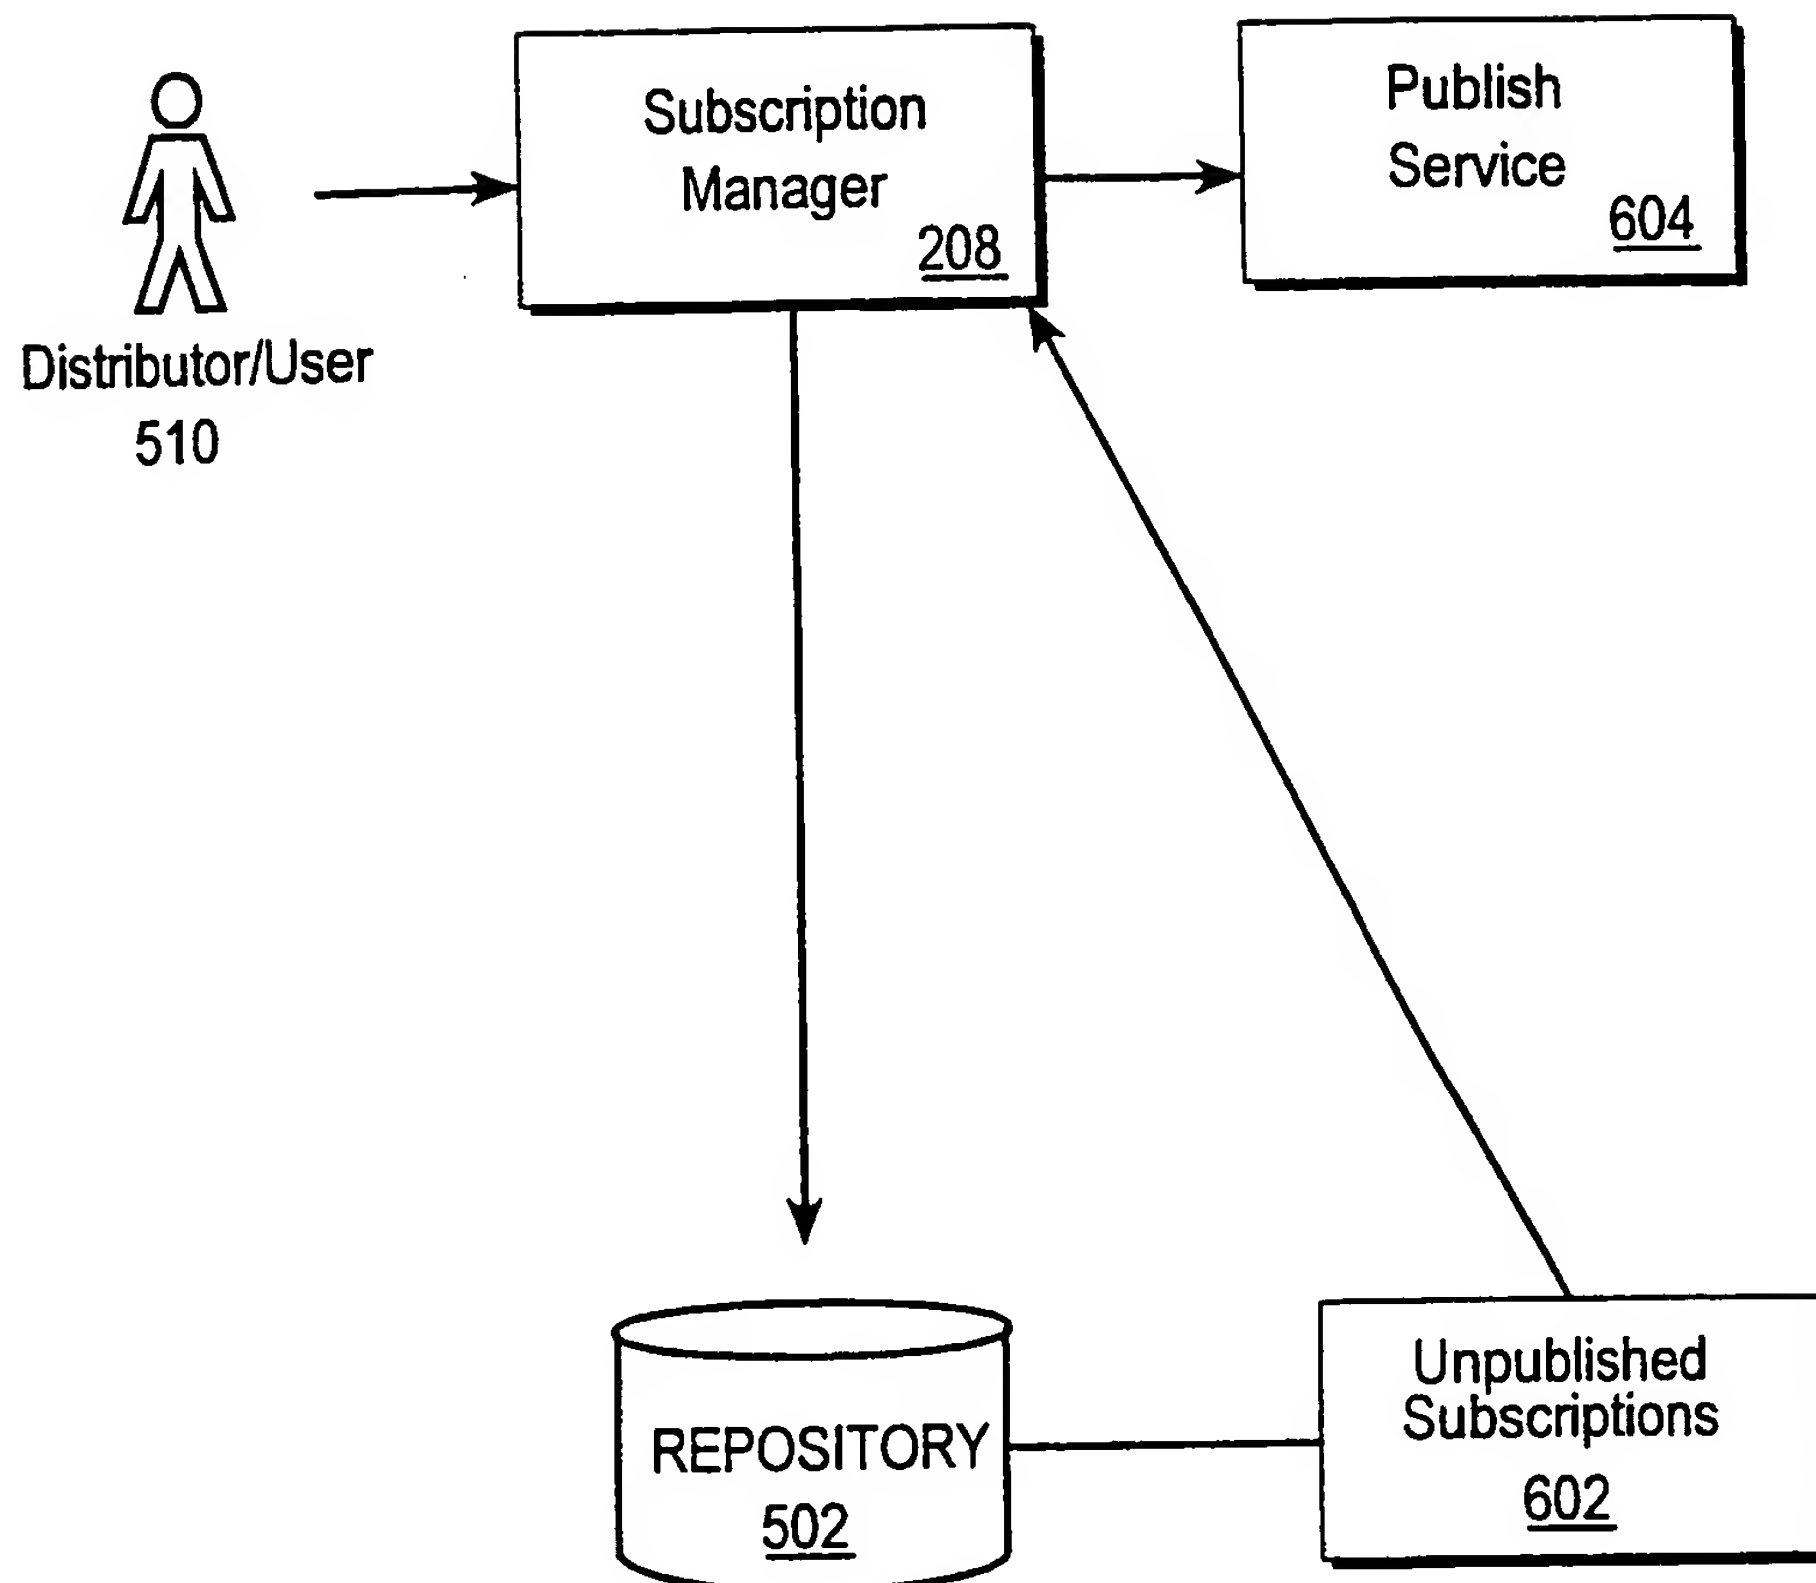 Subscription
Manager
208
Publish
Service
604
Distributor/User
510
REPOSITORY
502
Unpublished
Subscriptions
602